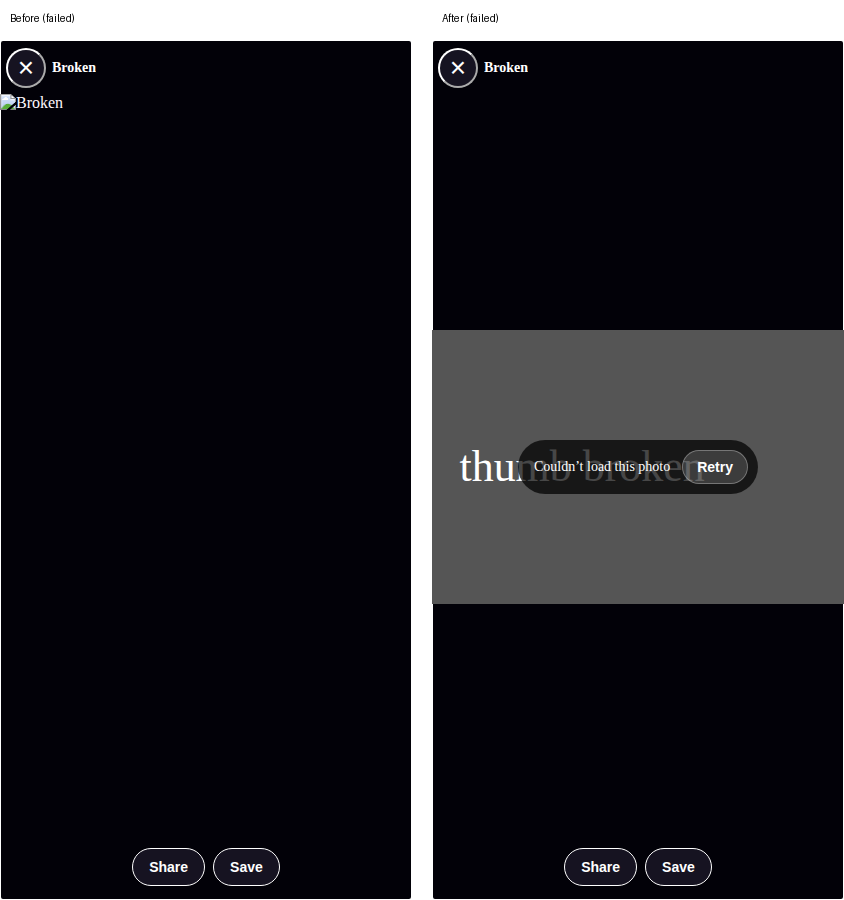 Before (failed)
After (failed)
✕ Broken
✕ Broken
Broken
thumb broken
Couldn’t load this photo
Retry
Share Save
Share Save